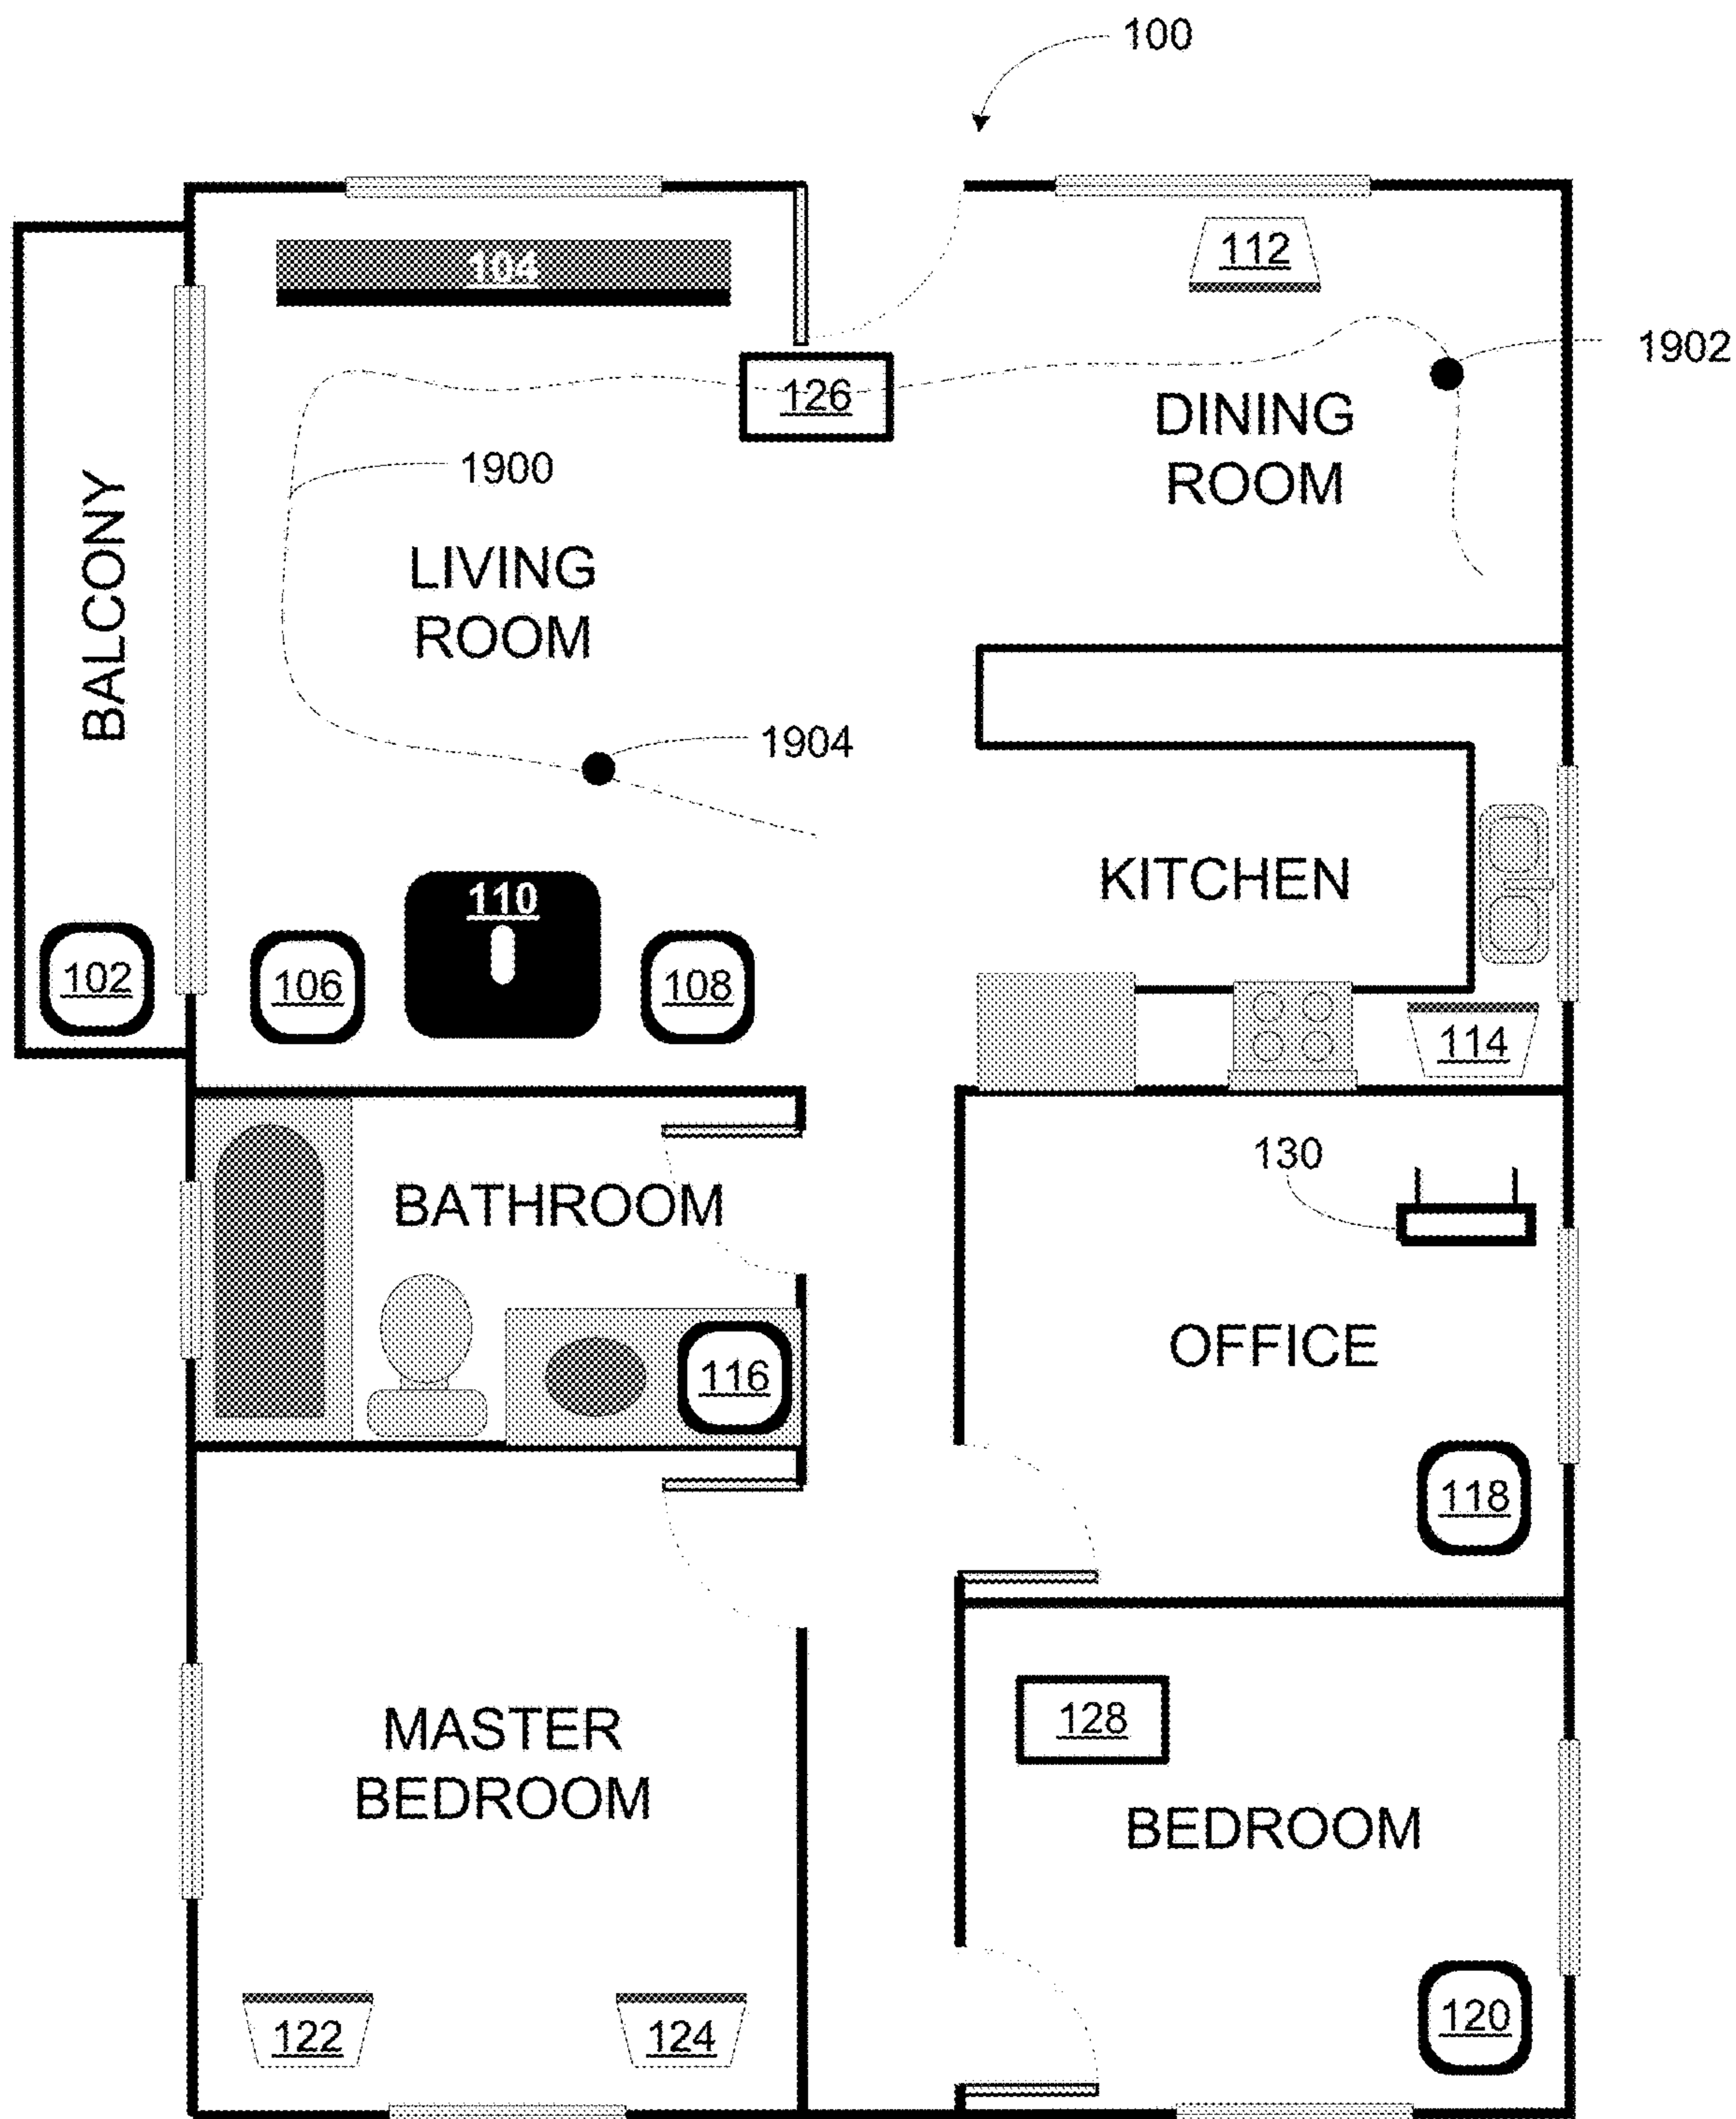 100
104
112
1902
126
DINING
ROOM
1900
BALCONY
LIVING
ROOM
1904
KITCHEN
110
102
106
108
114
130
BATHROOM
OFFICE
116
118
128
MASTER
BEDROOM
BEDROOM
122
124
120